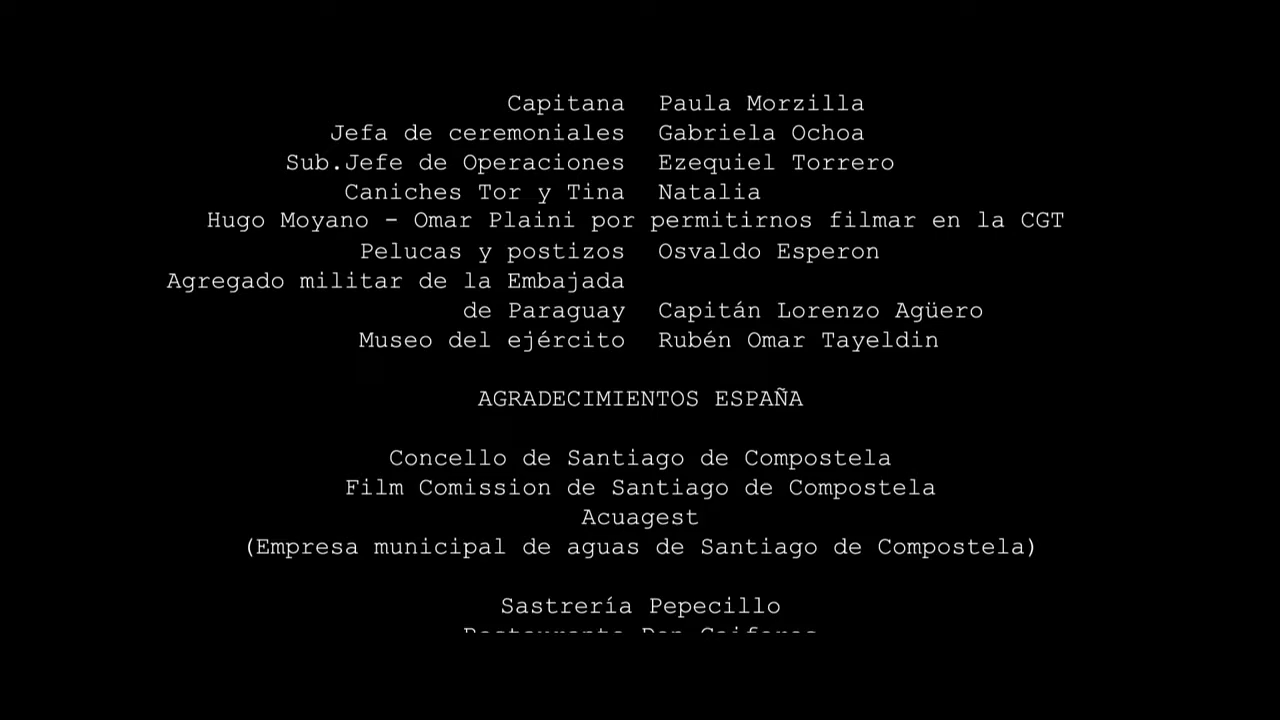 Capitana Paula Morzilla
Jefa de ceremoniales Gabriela Ochoa
Sub.Jefe de Operaciones Ezequiel Torrero
Caniches Tor y Tina Natalia
Hugo Moyano - Omar Plaini por permitirnos filmar en la CGT
Pelucas y postizos Osvaldo Esperon
Agregado militar de la Embajada
de Paraguay Capitán Lorenzo Agüero
Museo del ejército Rubén Omar Tayeldin
AGRADECIMIENTOS ESPAÑA
Concello de Santiago de Compostela
Film Comission de Santiago de Compostela
Acuagest
(Empresa municipal de aguas de Santiago de Compostela)
Sastrería Pepecillo